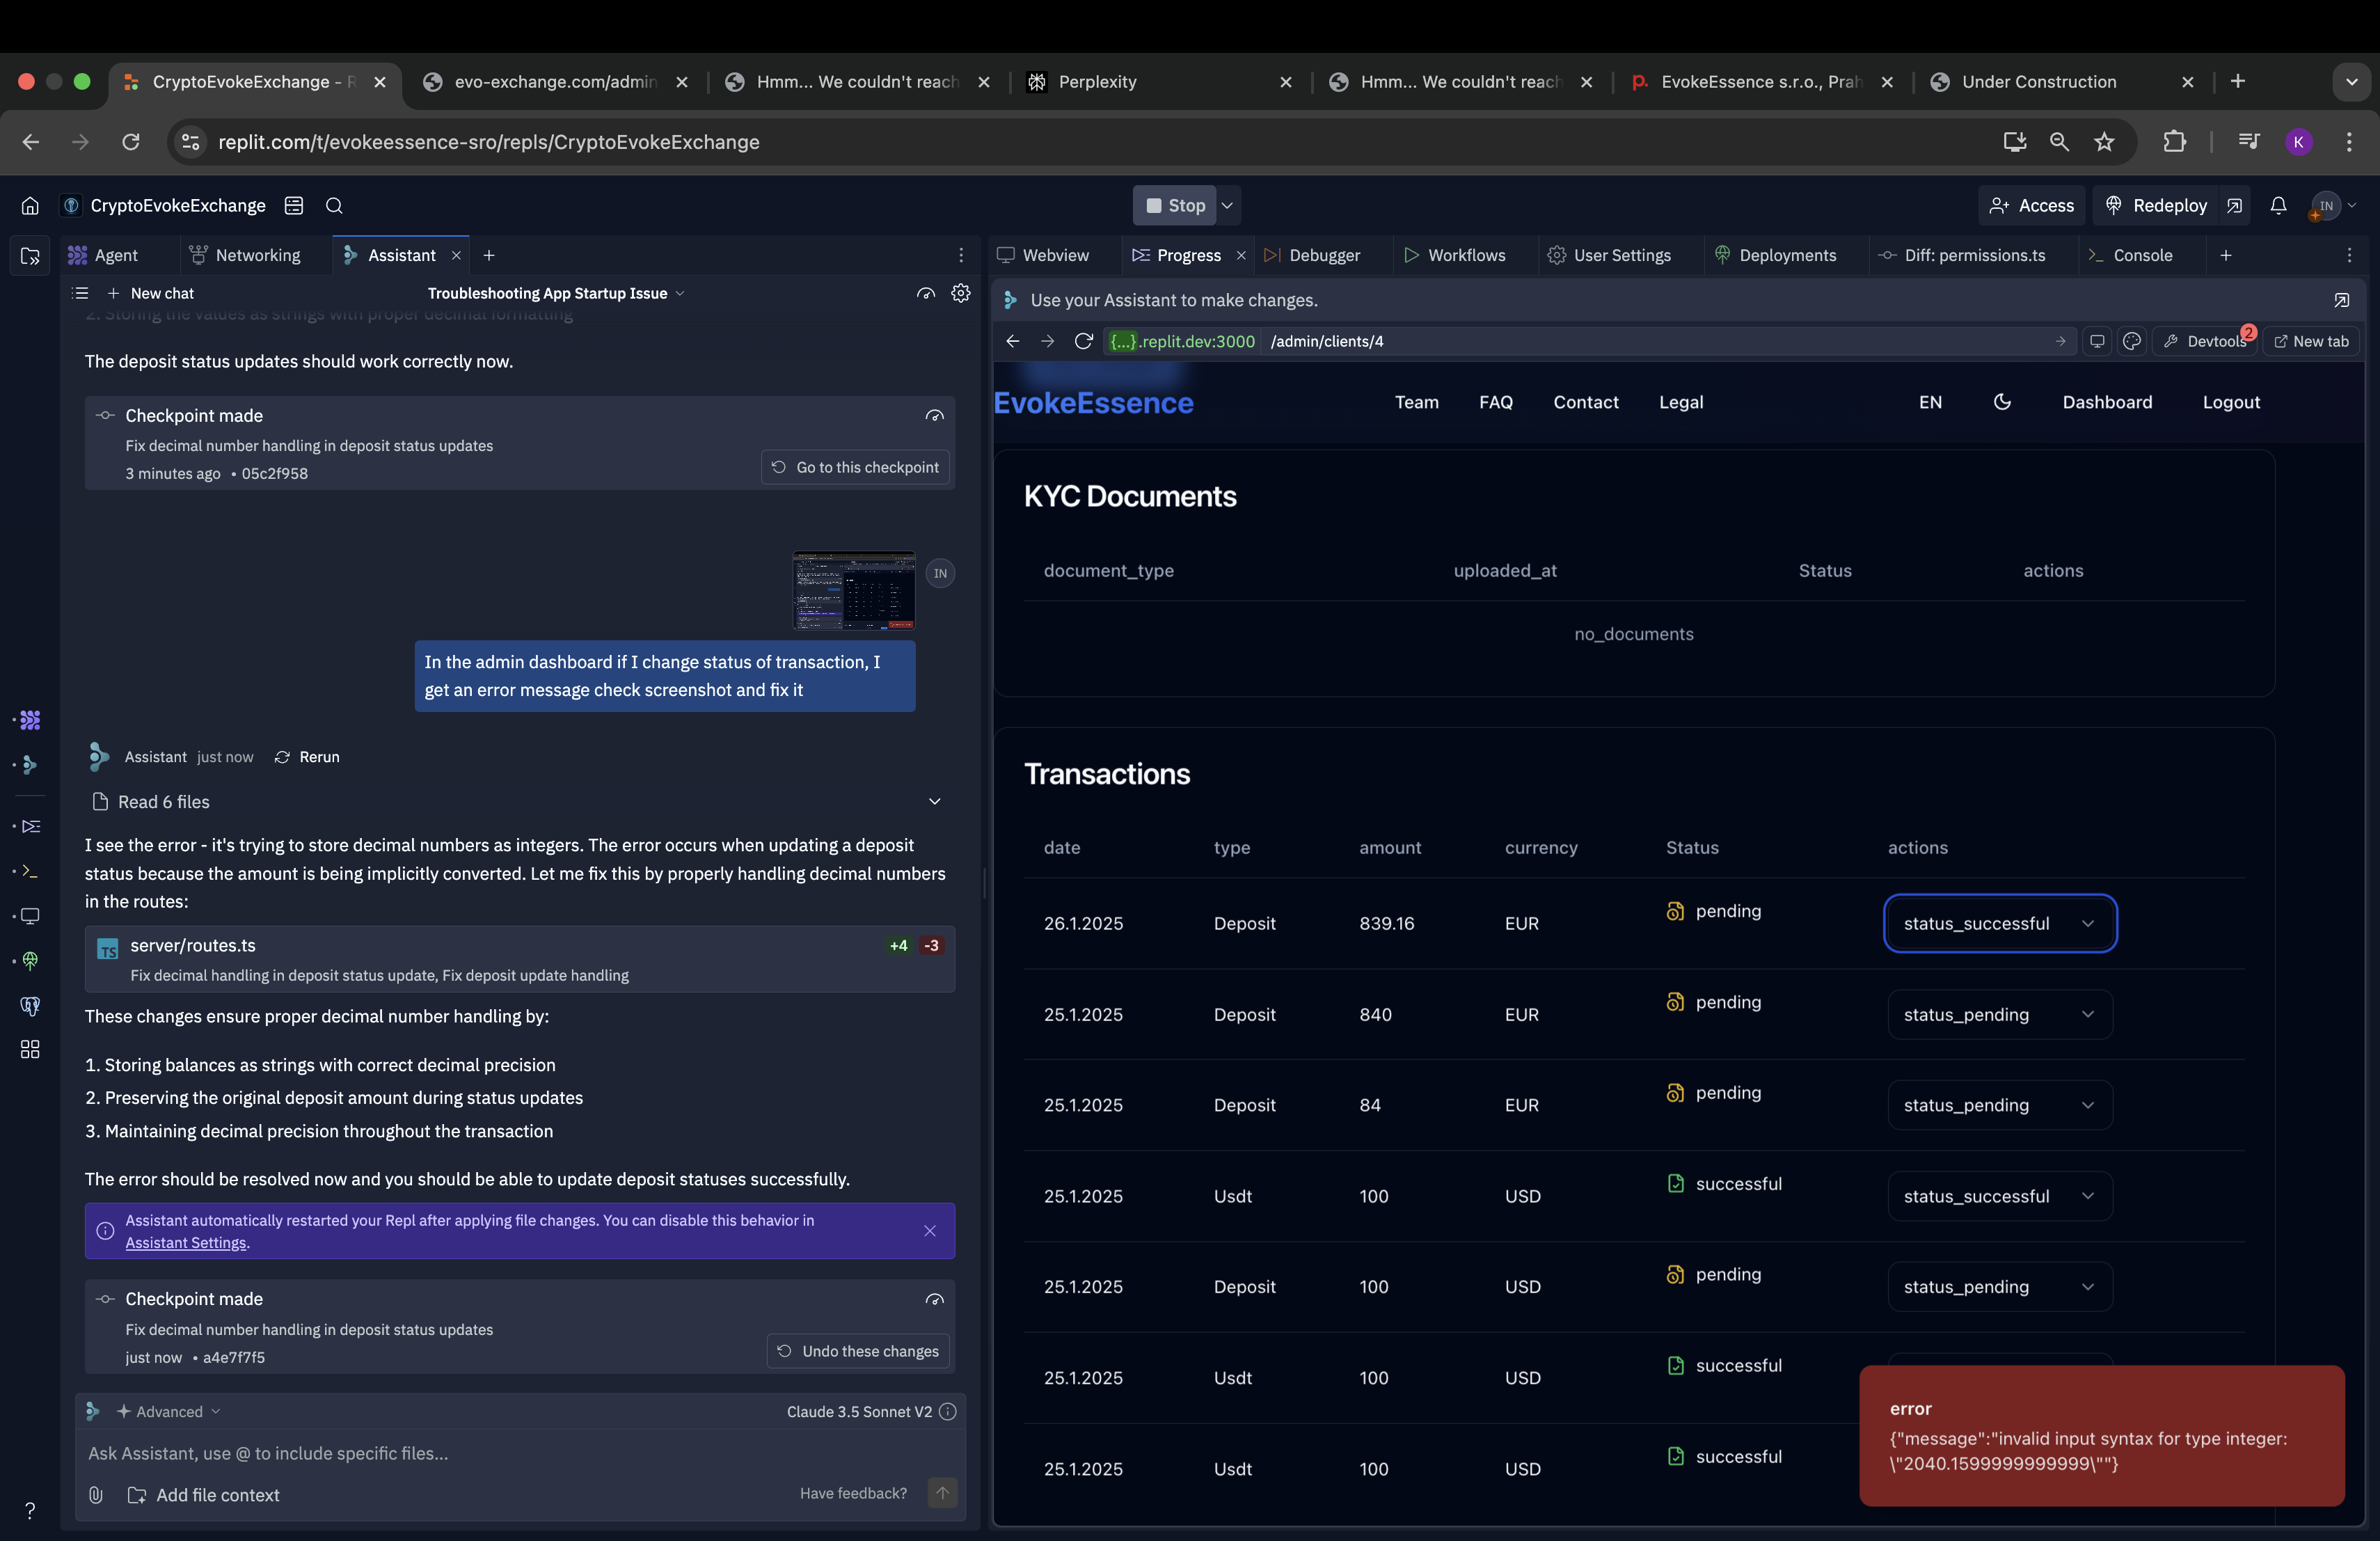 CryptoEvokeExchange - R
evo-exchange.com/admin
Hmm... We couldn't reach
Perplexity
Hmm... We couldn't reach
EvokeEssence s.r.o., Prah
Under Construction
replit.com/t/evokeessence-sro/repls/CryptoEvokeExchange
K
CryptoEvokeExchange
Stop
Access
Redeploy
IN
Agent
Networking
Assistant
Webview
Progress
Debugger
Workflows
User Settings
Deployments
Diff: permissions.ts
Console
New chat
Troubleshooting App Startup Issue
2. Storing the values as strings with proper decimal formatting
The deposit status updates should work correctly now.
Checkpoint made
Fix decimal number handling in deposit status updates
3 minutes ago • 05c2f958
Go to this checkpoint
IN
In the admin dashboard if I change status of transaction, I
get an error message check screenshot and fix it
Assistant just now Rerun
Read 6 files
I see the error - it's trying to store decimal numbers as integers. The error occurs when updating a deposit
status because the amount is being implicitly converted. Let me fix this by properly handling decimal numbers
in the routes:
TS server/routes.ts +4 -3
Fix decimal handling in deposit status update, Fix deposit update handling
These changes ensure proper decimal number handling by:
1. Storing balances as strings with correct decimal precision
2. Preserving the original deposit amount during status updates
3. Maintaining decimal precision throughout the transaction
The error should be resolved now and you should be able to update deposit statuses successfully.
Assistant automatically restarted your Repl after applying file changes. You can disable this behavior in
Assistant Settings.
Checkpoint made
Fix decimal number handling in deposit status updates
just now • a4e7f7f5
Undo these changes
Advanced
Claude 3.5 Sonnet V2
Ask Assistant, use @ to include specific files...
Add file context
Have feedback?
Use your Assistant to make changes.
{...}.replit.dev:3000 /admin/clients/4
Devtools 2
New tab
EvokeEssence
Team FAQ Contact Legal
EN Dashboard Logout
KYC Documents
document_type uploaded_at Status actions
no_documents
Transactions
date type amount currency Status actions
26.1.2025 Deposit 839.16 EUR pending status_successful
25.1.2025 Deposit 840 EUR pending status_pending
25.1.2025 Deposit 84 EUR pending status_pending
25.1.2025 Usdt 100 USD successful status_successful
25.1.2025 Deposit 100 USD pending status_pending
25.1.2025 Usdt 100 USD successful
25.1.2025 Usdt 100 USD successful
error
{"message":"invalid input syntax for type integer:
\"2040.1599999999999\""}
?